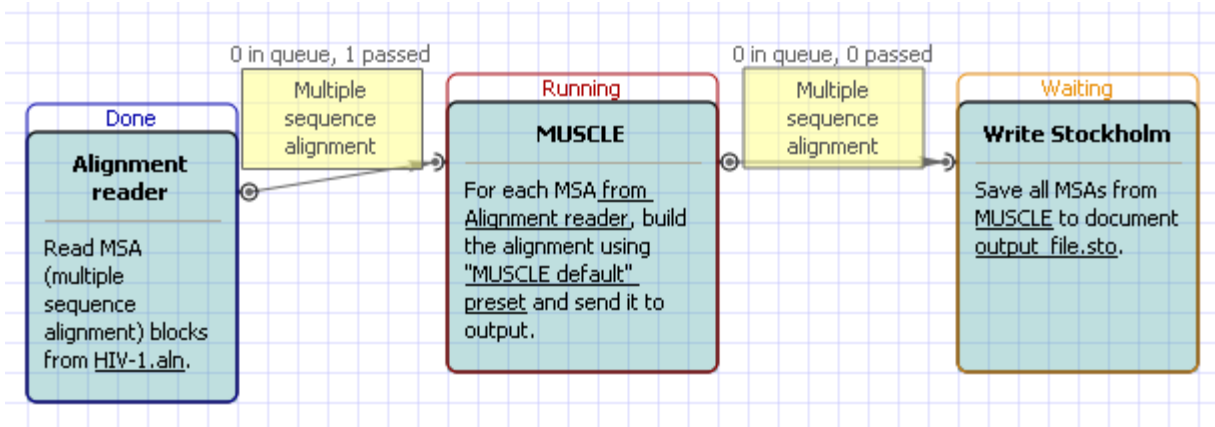 0 in queue, 1 passed
Multiple
sequence
alignment
0 in queue, 0 passed
Multiple
sequence
alignment
Done
Alignment
reader
Read MSA
(multiple
sequence
alignment) blocks
from HIV-1.aln.
Running
MUSCLE
For each MSA from
Alignment reader, build
the alignment using
"MUSCLE default"
preset and send it to
output.
Waiting
Write Stockholm
Save all MSAs from
MUSCLE to document
output_file.sto.